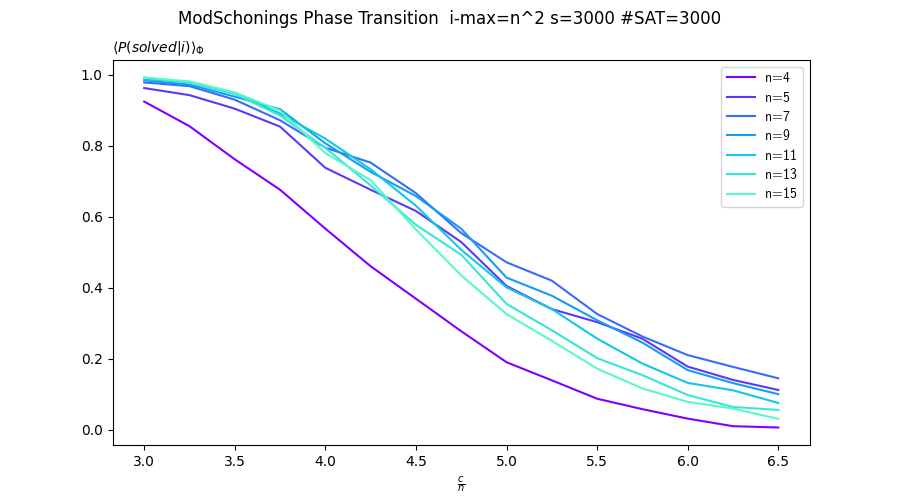 ModSchonings Phase Transition  i-max=n^2 s=3000 #SAT=3000
⟨P(solved|i)⟩Φ
1.0
0.8
0.6
0.4
0.2
0.0
n=4
n=5
n=7
n=9
n=11
n=13
n=15
3.0 3.5 4.0 4.5 5.0 5.5 6.0 6.5
c/n